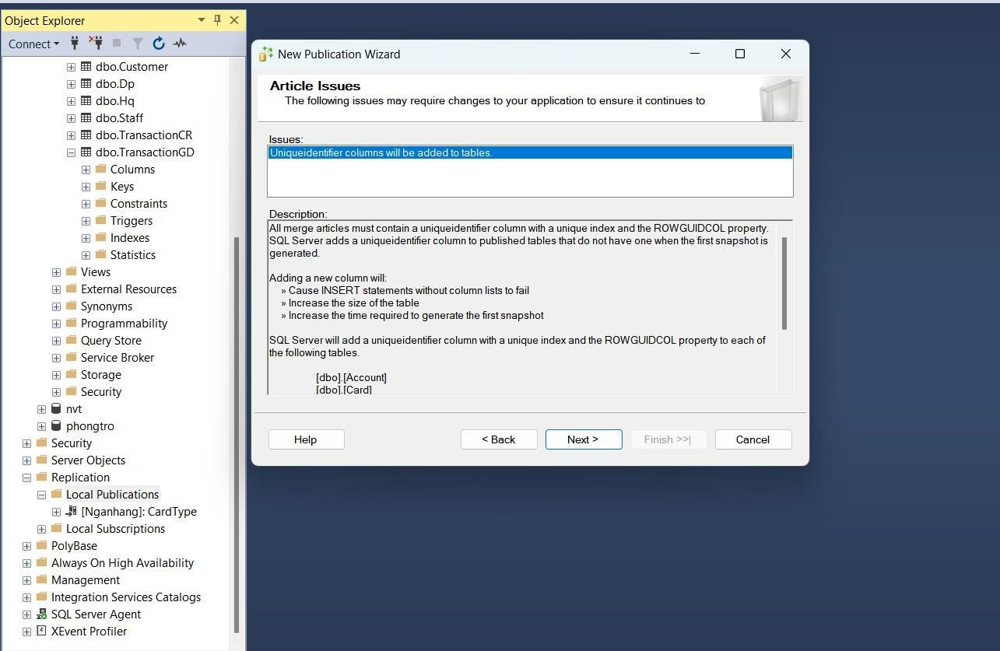 Object Explorer
Connect
dbo.Customer
dbo.Dp
dbo.Hq
dbo.Staff
dbo.TransactionCR
dbo.TransactionGD
Columns
Keys
Constraints
Triggers
Indexes
Statistics
Views
External Resources
Synonyms
Programmability
Query Store
Service Broker
Storage
Security
nvt
phongtro
Security
Server Objects
Replication
Local Publications
[Nganhang]: CardType
Local Subscriptions
PolyBase
Always On High Availability
Management
Integration Services Catalogs
SQL Server Agent
XEvent Profiler
New Publication Wizard
Article Issues
The following issues may require changes to your application to ensure it continues to
Issues:
Uniqueidentifier columns will be added to tables.
Description:
All merge articles must contain a uniqueidentifier column with a unique index and the ROWGUIDCOL property.
SQL Server adds a uniqueidentifier column to published tables that do not have one when the first snapshot is
generated.
Adding a new column will:
» Cause INSERT statements without column lists to fail
» Increase the size of the table
» Increase the time required to generate the first snapshot
SQL Server will add a uniqueidentifier column with a unique index and the ROWGUIDCOL property to each of
the following tables.
[dbo].[Account]
[dbo].[Card]
Help
< Back
Next >
Finish >>|
Cancel